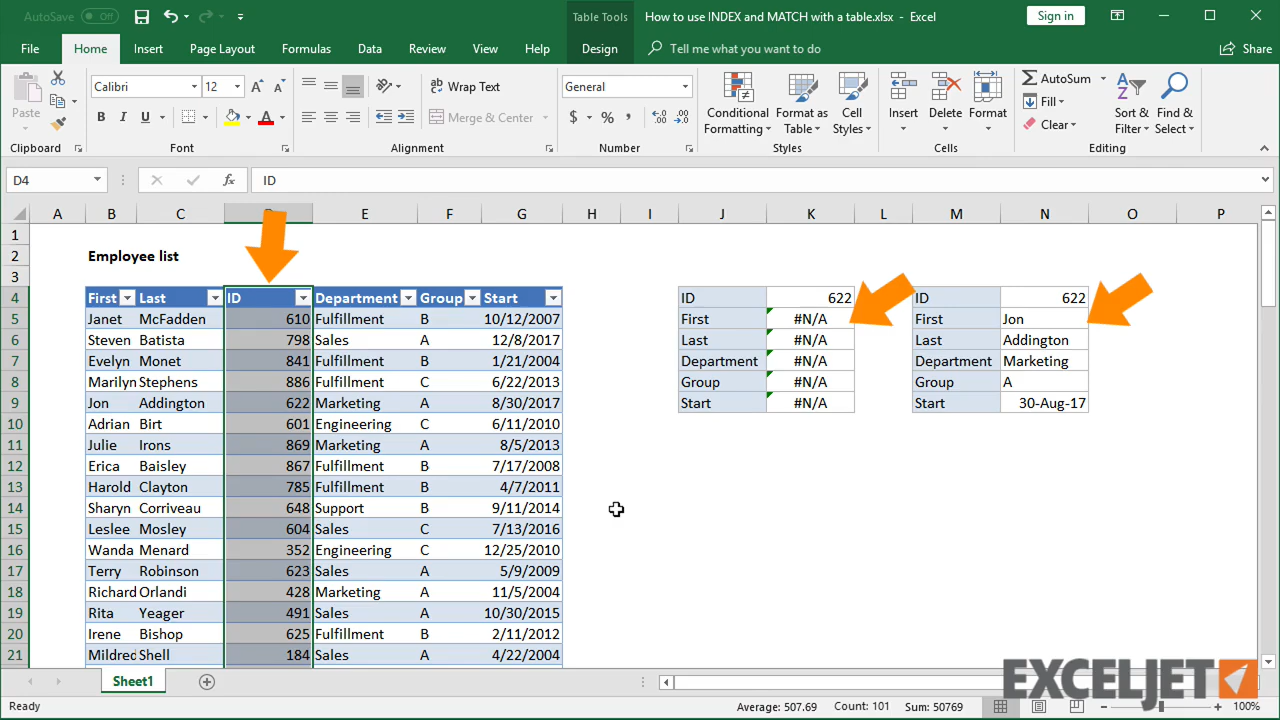 AutoSave Off
Table Tools
How to use INDEX and MATCH with a table.xlsx - Excel
Sign in
File Home Insert Page Layout Formulas Data Review View Help Design Tell me what you want to do Share
Paste
Calibri 12
B I U A
Wrap Text
Merge & Center
General
$ % ,
Conditional Formatting
Format as Table
Cell Styles
Insert Delete Format
AutoSum
Fill
Clear
Sort & Filter
Find & Select
Clipboard Font Alignment Number Styles Cells Editing
D4 fx ID
A B C D E F G H I J K L M N O P
1
2 Employee list
3
4 First Last ID Department Group Start ID 622 ID 622
5 Janet McFadden 610 Fulfillment B 10/12/2007 First #N/A First Jon
6 Steven Batista 798 Sales A 12/8/2017 Last #N/A Last Addington
7 Evelyn Monet 841 Fulfillment B 1/21/2004 Department #N/A Department Marketing
8 Marilyn Stephens 886 Fulfillment C 6/22/2013 Group #N/A Group A
9 Jon Addington 622 Marketing A 8/30/2017 Start #N/A Start 30-Aug-17
10 Adrian Birt 601 Engineering C 6/11/2010
11 Julie Irons 869 Marketing A 8/5/2013
12 Erica Baisley 867 Fulfillment B 7/17/2008
13 Harold Clayton 785 Fulfillment B 4/7/2011
14 Sharyn Corriveau 648 Support B 9/11/2014
15 Leslee Mosley 604 Sales C 7/13/2016
16 Wanda Menard 352 Engineering C 12/25/2010
17 Terry Robinson 623 Sales A 5/9/2009
18 Richard Orlandi 428 Marketing A 11/5/2004
19 Rita Yeager 491 Sales A 10/30/2015
20 Irene Bishop 625 Fulfillment B 2/11/2012
21 Mildred Shell 184 Sales A 4/22/2004
Sheet1
EXCELJET
Ready Average: 507.69 Count: 101 Sum: 50769 100%